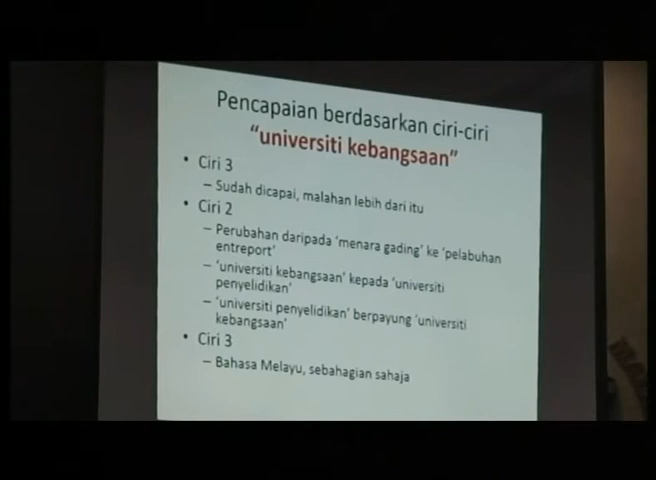 Pencapaian berdasarkan ciri-ciri
“universiti kebangsaan”
• Ciri 3
– Sudah dicapai, malahan lebih dari itu
• Ciri 2
– Perubahan daripada ‘menara gading’ ke ‘pelabuhan
entreport’
– ‘universiti kebangsaan’ kepada ‘universiti
penyelidikan’
– ‘universiti penyelidikan’ berpayung ‘universiti
kebangsaan’
• Ciri 3
– Bahasa Melayu, sebahagian sahaja